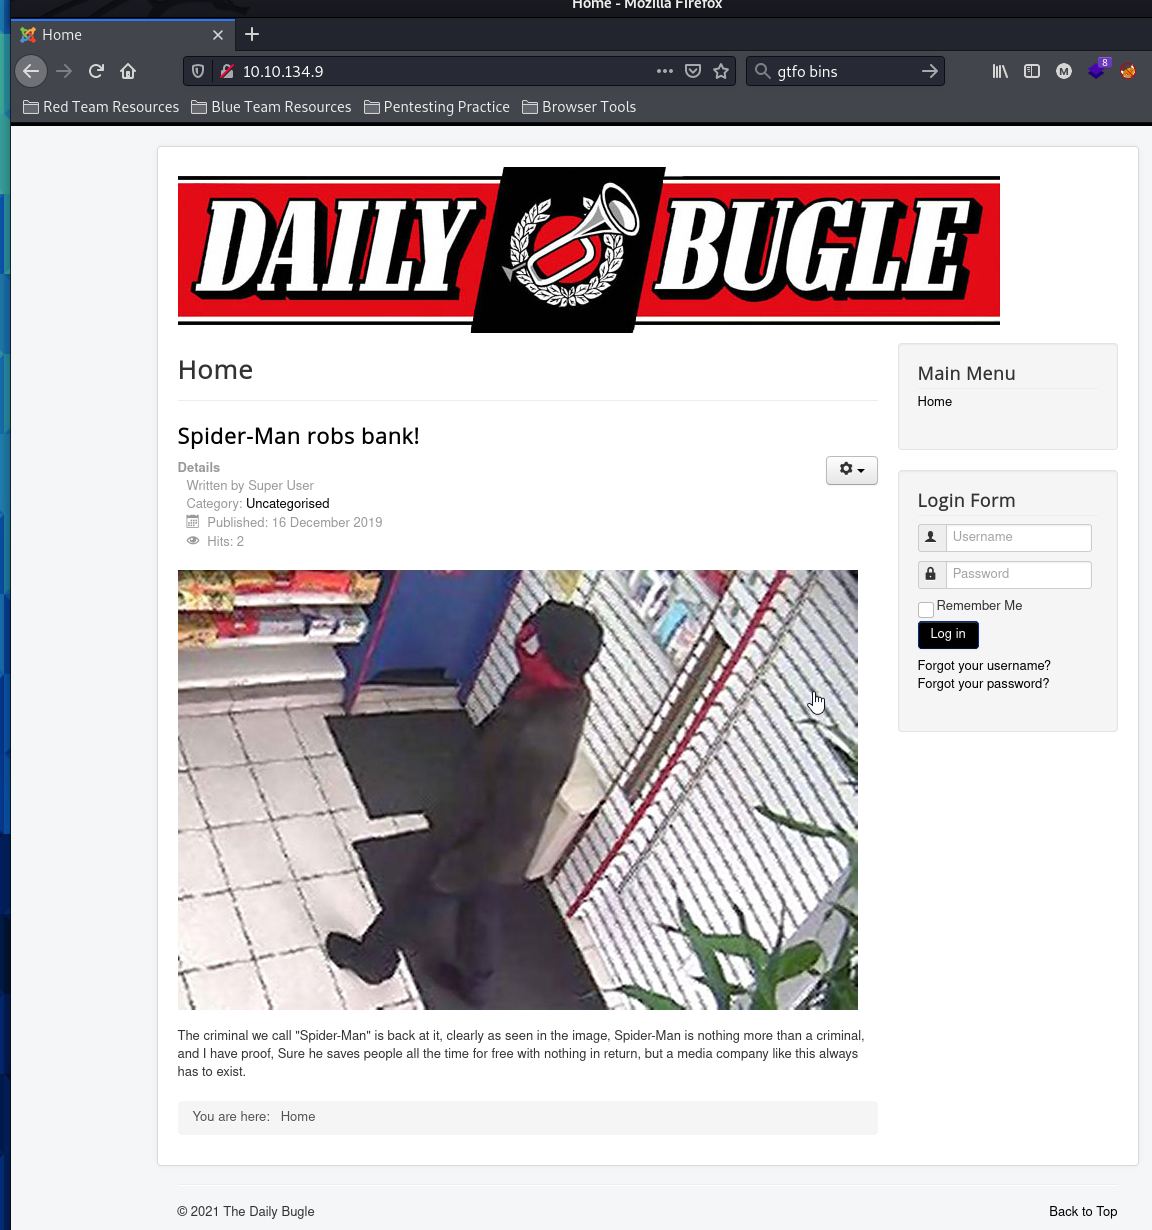 Home - Mozilla Firefox
Home
10.10.134.9
gtfo bins
M
8
Red Team Resources
Blue Team Resources
Pentesting Practice
Browser Tools
DAILY BUGLE
Home
Spider-Man robs bank!
Details
Written by Super User
Category: Uncategorised
Published: 16 December 2019
Hits: 2
The criminal we call "Spider-Man" is back at it, clearly as seen in the image, Spider-Man is nothing more than a criminal,
and I have proof, Sure he saves people all the time for free with nothing in return, but a media company like this always
has to exist.
You are here: Home
Main Menu
Home
Login Form
Username
Password
Remember Me
Log in
Forgot your username?
Forgot your password?
© 2021 The Daily Bugle
Back to Top